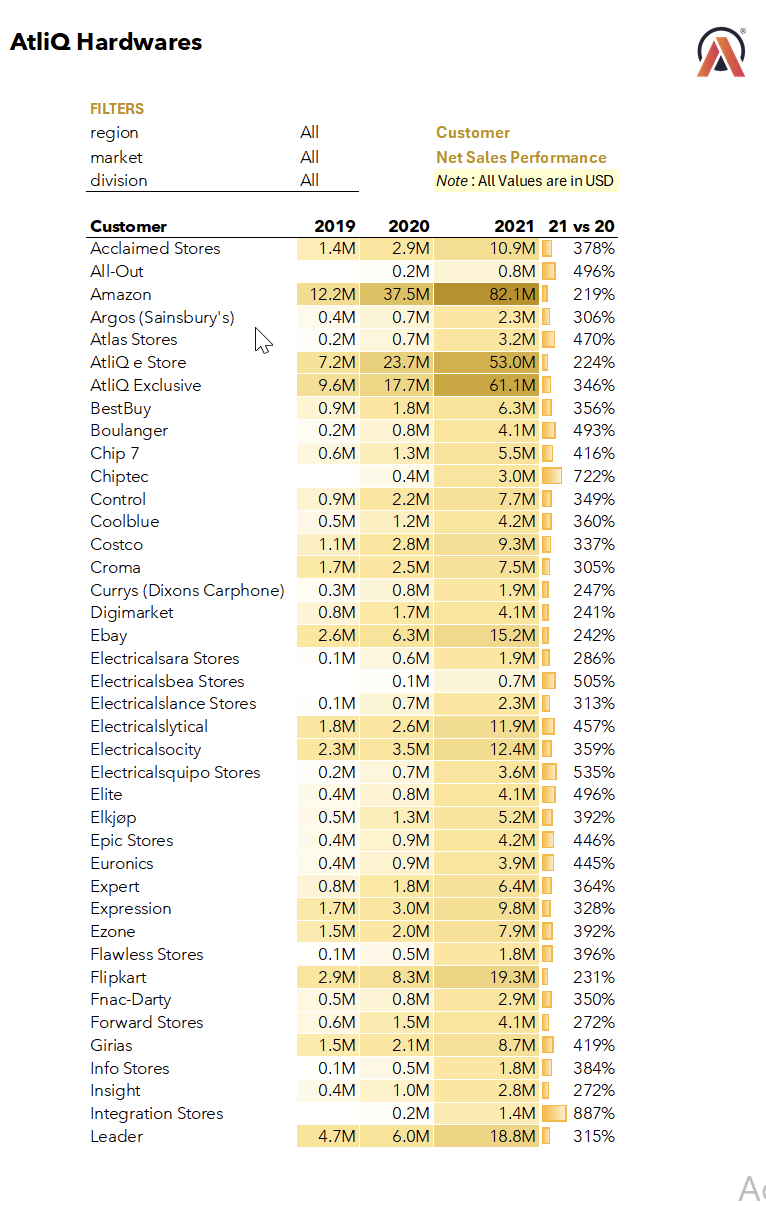 AtliQ Hardwares
®
FILTERS
region All Customer
market All Net Sales Performance
division All Note : All Values are in USD
Customer 2019 2020 2021 21 vs 20
Acclaimed Stores 1.4M 2.9M 10.9M 378%
All-Out 0.2M 0.8M 496%
Amazon 12.2M 37.5M 82.1M 219%
Argos (Sainsbury's) 0.4M 0.7M 2.3M 306%
Atlas Stores 0.2M 0.7M 3.2M 470%
AtliQ e Store 7.2M 23.7M 53.0M 224%
AtliQ Exclusive 9.6M 17.7M 61.1M 346%
BestBuy 0.9M 1.8M 6.3M 356%
Boulanger 0.2M 0.8M 4.1M 493%
Chip 7 0.6M 1.3M 5.5M 416%
Chiptec 0.4M 3.0M 722%
Control 0.9M 2.2M 7.7M 349%
Coolblue 0.5M 1.2M 4.2M 360%
Costco 1.1M 2.8M 9.3M 337%
Croma 1.7M 2.5M 7.5M 305%
Currys (Dixons Carphone) 0.3M 0.8M 1.9M 247%
Digimarket 0.8M 1.7M 4.1M 241%
Ebay 2.6M 6.3M 15.2M 242%
Electricalsara Stores 0.1M 0.6M 1.9M 286%
Electricalsbea Stores 0.1M 0.7M 505%
Electricalslance Stores 0.1M 0.7M 2.3M 313%
Electricalslytical 1.8M 2.6M 11.9M 457%
Electricalsocity 2.3M 3.5M 12.4M 359%
Electricalsquipo Stores 0.2M 0.7M 3.6M 535%
Elite 0.4M 0.8M 4.1M 496%
Elkjøp 0.5M 1.3M 5.2M 392%
Epic Stores 0.4M 0.9M 4.2M 446%
Euronics 0.4M 0.9M 3.9M 445%
Expert 0.8M 1.8M 6.4M 364%
Expression 1.7M 3.0M 9.8M 328%
Ezone 1.5M 2.0M 7.9M 392%
Flawless Stores 0.1M 0.5M 1.8M 396%
Flipkart 2.9M 8.3M 19.3M 231%
Fnac-Darty 0.5M 0.8M 2.9M 350%
Forward Stores 0.6M 1.5M 4.1M 272%
Girias 1.5M 2.1M 8.7M 419%
Info Stores 0.1M 0.5M 1.8M 384%
Insight 0.4M 1.0M 2.8M 272%
Integration Stores 0.2M 1.4M 887%
Leader 4.7M 6.0M 18.8M 315%